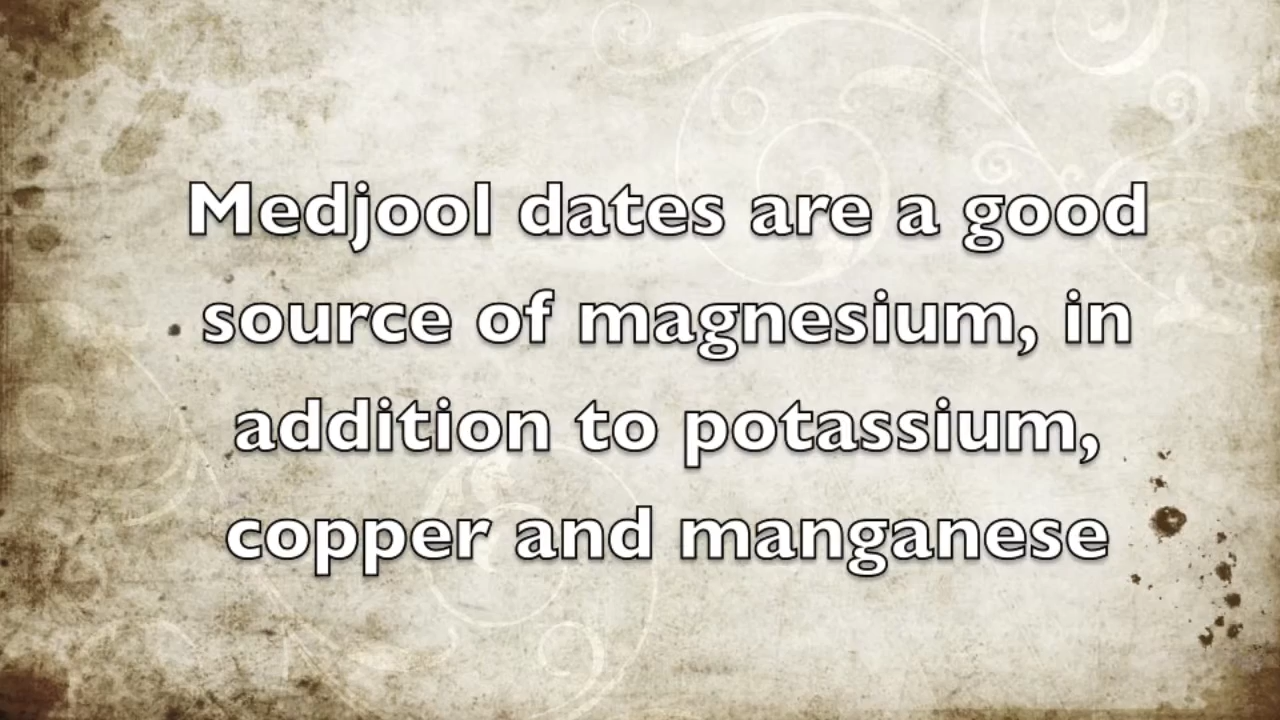 Medjool dates are a good
source of magnesium, in
addition to potassium,
copper and manganese